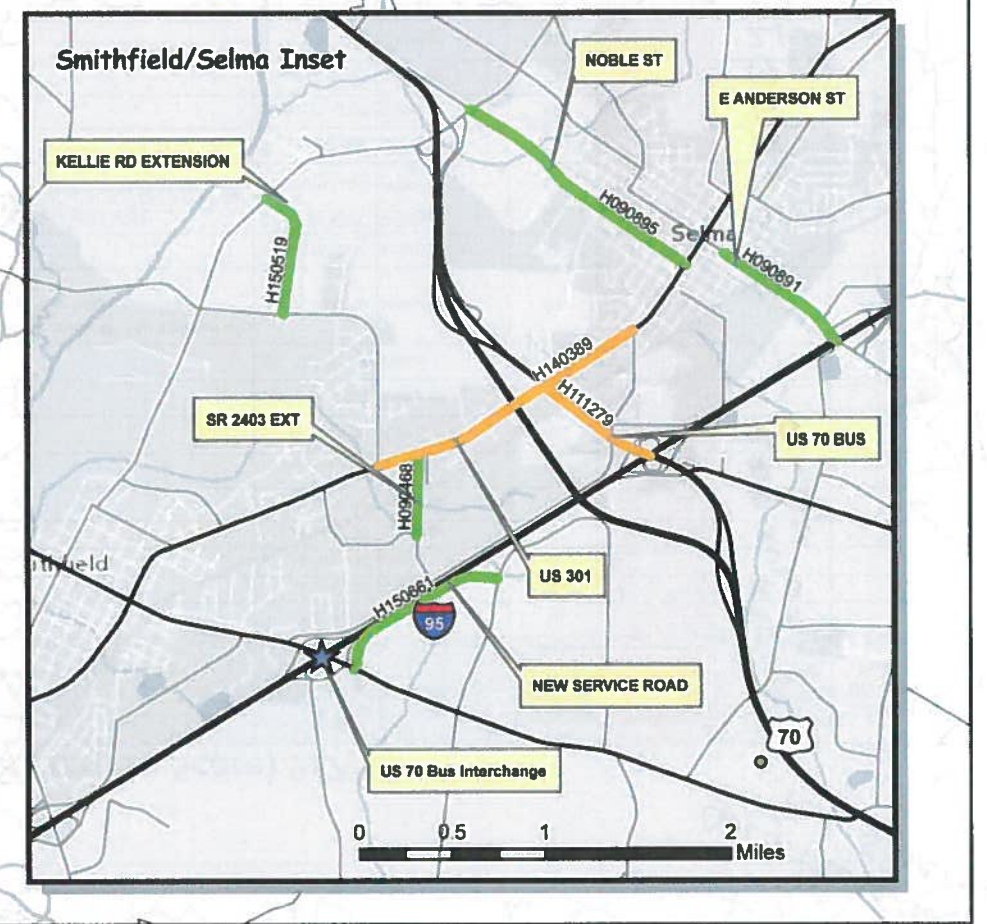 Smithfield/Selma Inset
NOBLE ST
E ANDERSON ST
KELLIE RD EXTENSION
H090895
Selma
H090891
H150519
H140389
H111279
SR 2403 EXT
US 70 BUS
H090468
ithfield
US 301
H150661
95
NEW SERVICE ROAD
70
US 70 Bus Interchange
0 0.5 1 2
Miles